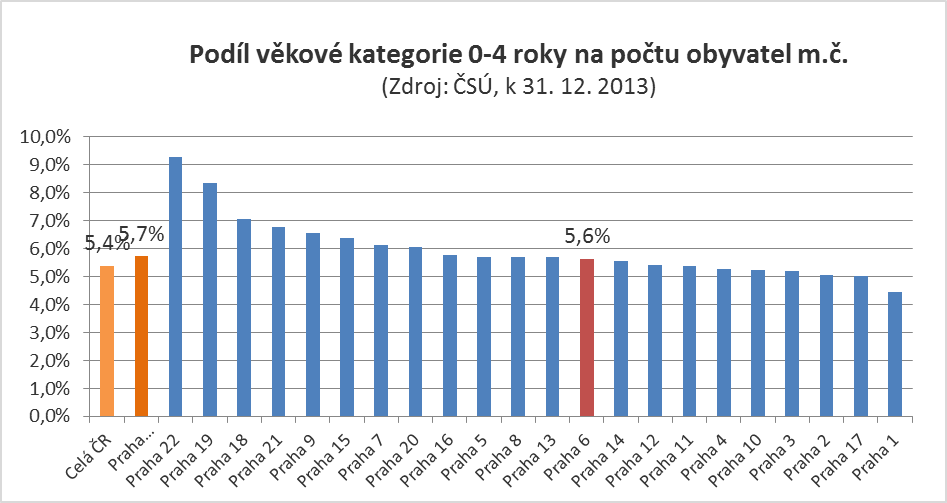 Podíl věkové kategorie 0-4 roky na počtu obyvatel m.č.
(Zdroj: ČSÚ, k 31. 12. 2013)
10,0%
9,0%
8,0%
7,0%
6,0%
5,0%
4,0%
3,0%
2,0%
1,0%
0,0%
5,4%
5,7%
5,6%
Celá ČR
Praha...
Praha 22
Praha 19
Praha 18
Praha 21
Praha 9
Praha 15
Praha 7
Praha 20
Praha 16
Praha 5
Praha 8
Praha 13
Praha 6
Praha 14
Praha 12
Praha 11
Praha 4
Praha 10
Praha 3
Praha 2
Praha 17
Praha 1